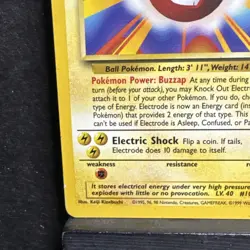 Ball Pokémon. Length: 3' 11", Weight: 14
Pokémon Power: Buzzap At any time during
turn (before your attack), you may Knock Out Electrode
attach it to 1 of your other Pokémon. If you do, ch
type of Energy. Electrode is now an Energy card (ins
Pokémon) that provides 2 energy of that type. This
can't be used if Electrode is Asleep, Confused, or Pa
Electric Shock Flip a coin. If tails,
Electrode does 10 damage to itself.
weakness resistance
It stores electrical energy under very high pressure
explodes with little or no provocation. LV. 40 #1
Illus. Keiji Kinebuchi ©1995, 96, 98 Nintendo, Creatures, GAMEFREAK. ©1999 W